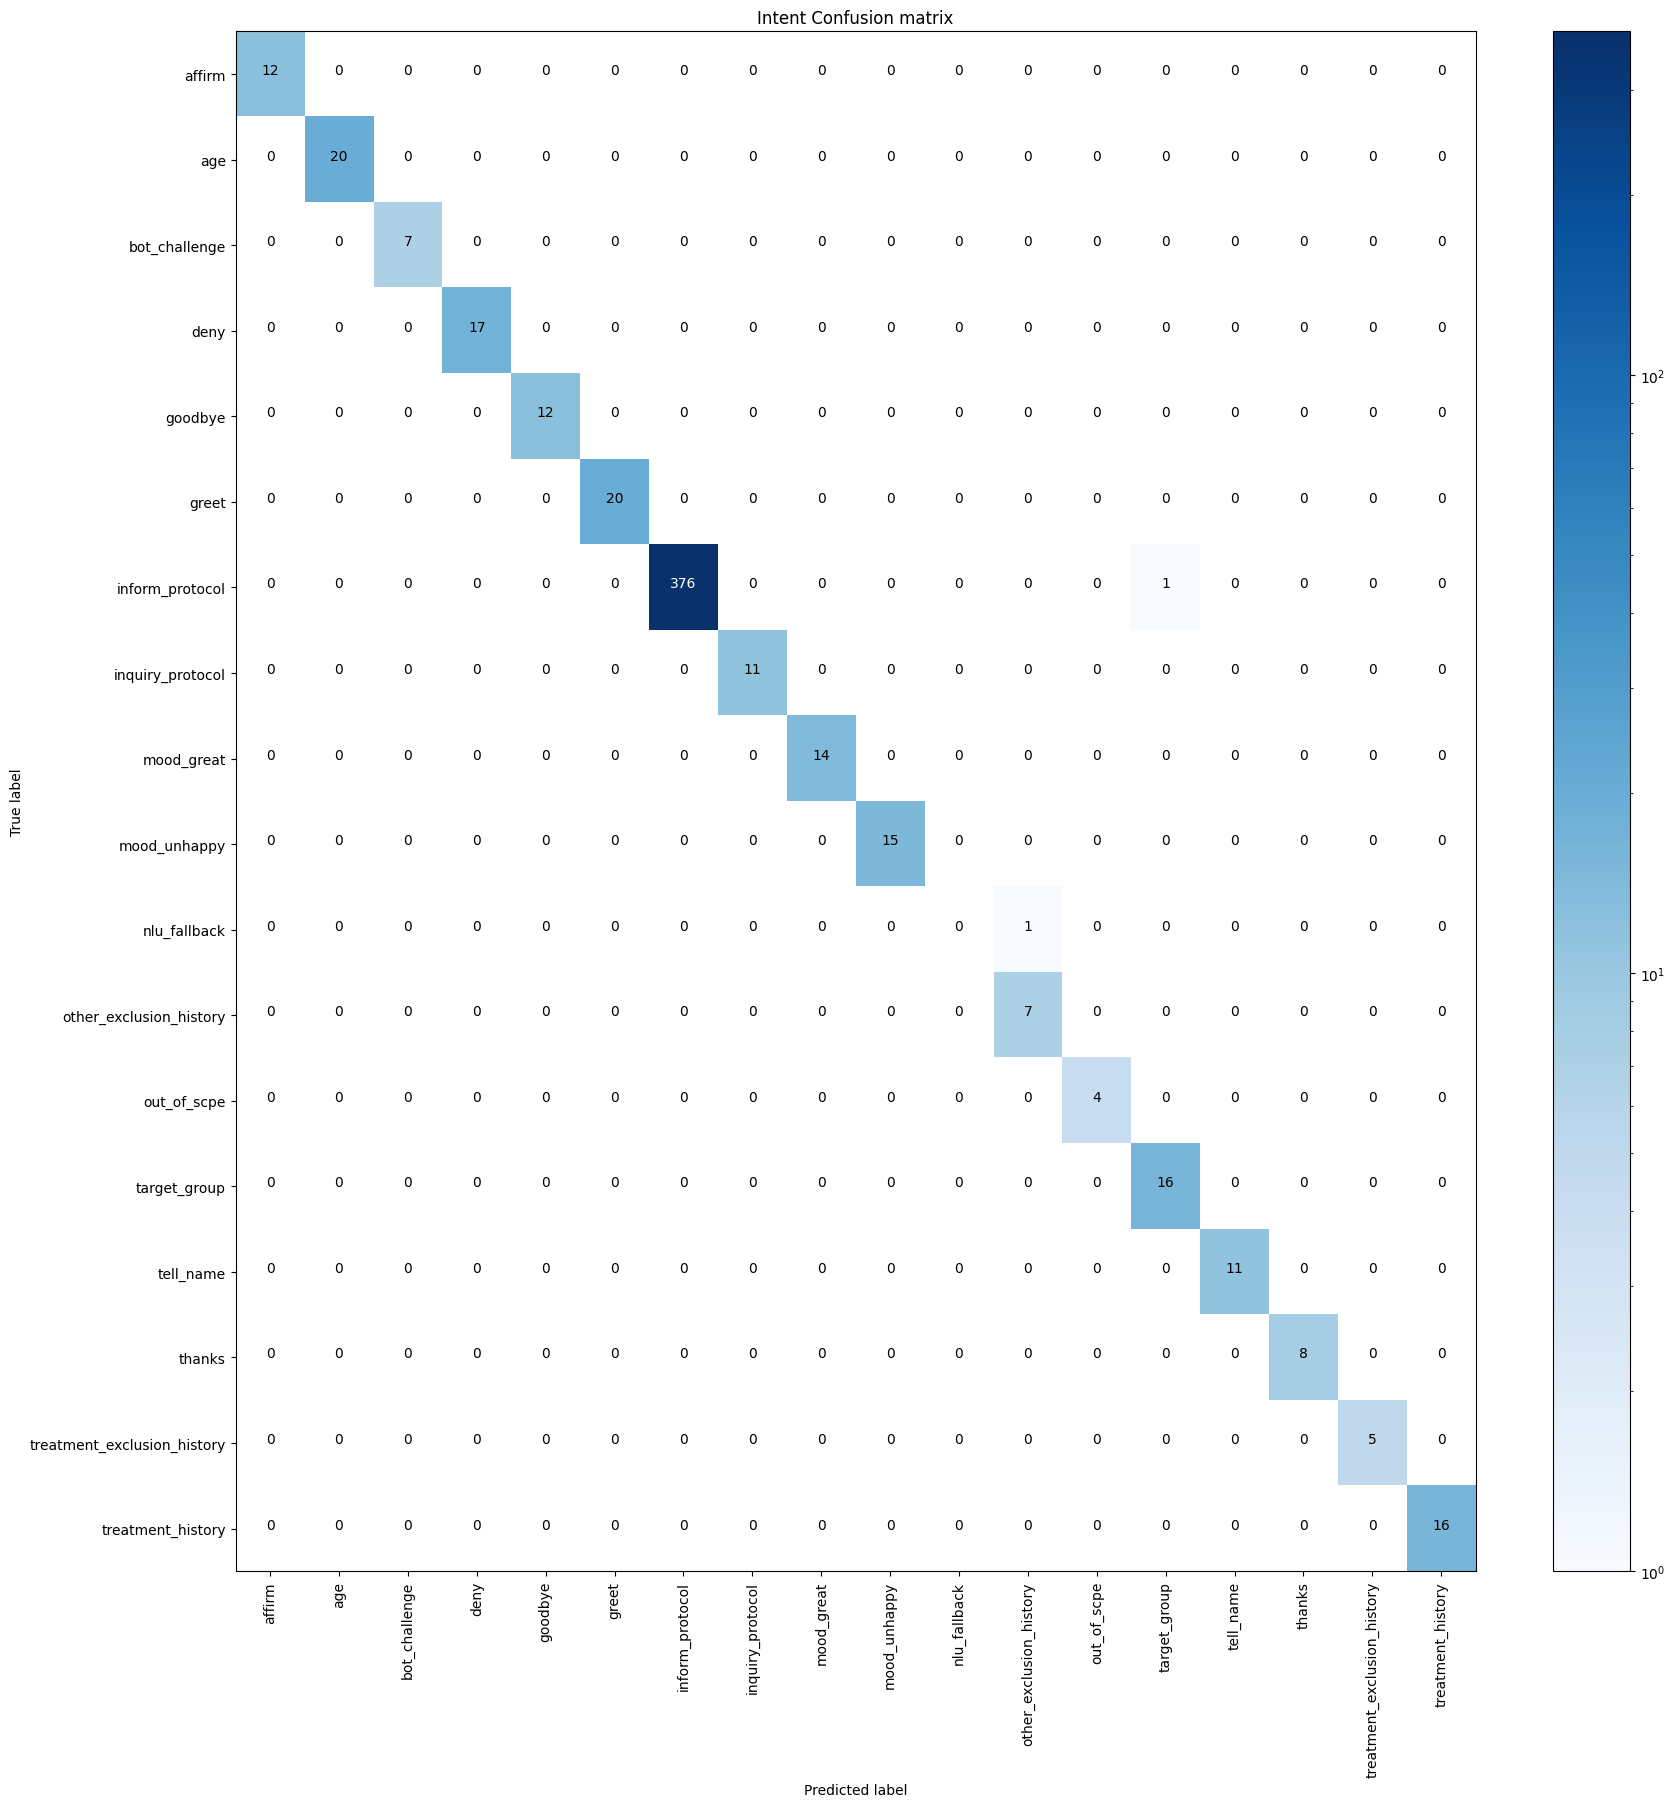 Intent Confusion matrix
affirm 12 0 0 0 0 0 0 0 0 0 0 0 0 0 0 0 0 0
age 0 20 0 0 0 0 0 0 0 0 0 0 0 0 0 0 0 0
bot_challenge 0 0 7 0 0 0 0 0 0 0 0 0 0 0 0 0 0 0
deny 0 0 0 17 0 0 0 0 0 0 0 0 0 0 0 0 0 0
10²
goodbye 0 0 0 0 12 0 0 0 0 0 0 0 0 0 0 0 0 0
greet 0 0 0 0 0 20 0 0 0 0 0 0 0 0 0 0 0 0
inform_protocol 0 0 0 0 0 0 376 0 0 0 0 0 0 1 0 0 0 0
inquiry_protocol 0 0 0 0 0 0 0 11 0 0 0 0 0 0 0 0 0 0
mood_great 0 0 0 0 0 0 0 0 14 0 0 0 0 0 0 0 0 0
True label
mood_unhappy 0 0 0 0 0 0 0 0 0 15 0 0 0 0 0 0 0 0
nlu_fallback 0 0 0 0 0 0 0 0 0 0 0 1 0 0 0 0 0 0
10¹
other_exclusion_history 0 0 0 0 0 0 0 0 0 0 0 7 0 0 0 0 0 0
out_of_scpe 0 0 0 0 0 0 0 0 0 0 0 0 4 0 0 0 0 0
target_group 0 0 0 0 0 0 0 0 0 0 0 0 0 16 0 0 0 0
tell_name 0 0 0 0 0 0 0 0 0 0 0 0 0 0 11 0 0 0
thanks 0 0 0 0 0 0 0 0 0 0 0 0 0 0 0 8 0 0
treatment_exclusion_history 0 0 0 0 0 0 0 0 0 0 0 0 0 0 0 0 5 0
treatment_history 0 0 0 0 0 0 0 0 0 0 0 0 0 0 0 0 0 16
10⁰
affirm
age
bot_challenge
deny
goodbye
greet
inform_protocol
inquiry_protocol
mood_great
mood_unhappy
nlu_fallback
other_exclusion_history
out_of_scpe
target_group
tell_name
thanks
treatment_exclusion_history
treatment_history
Predicted label